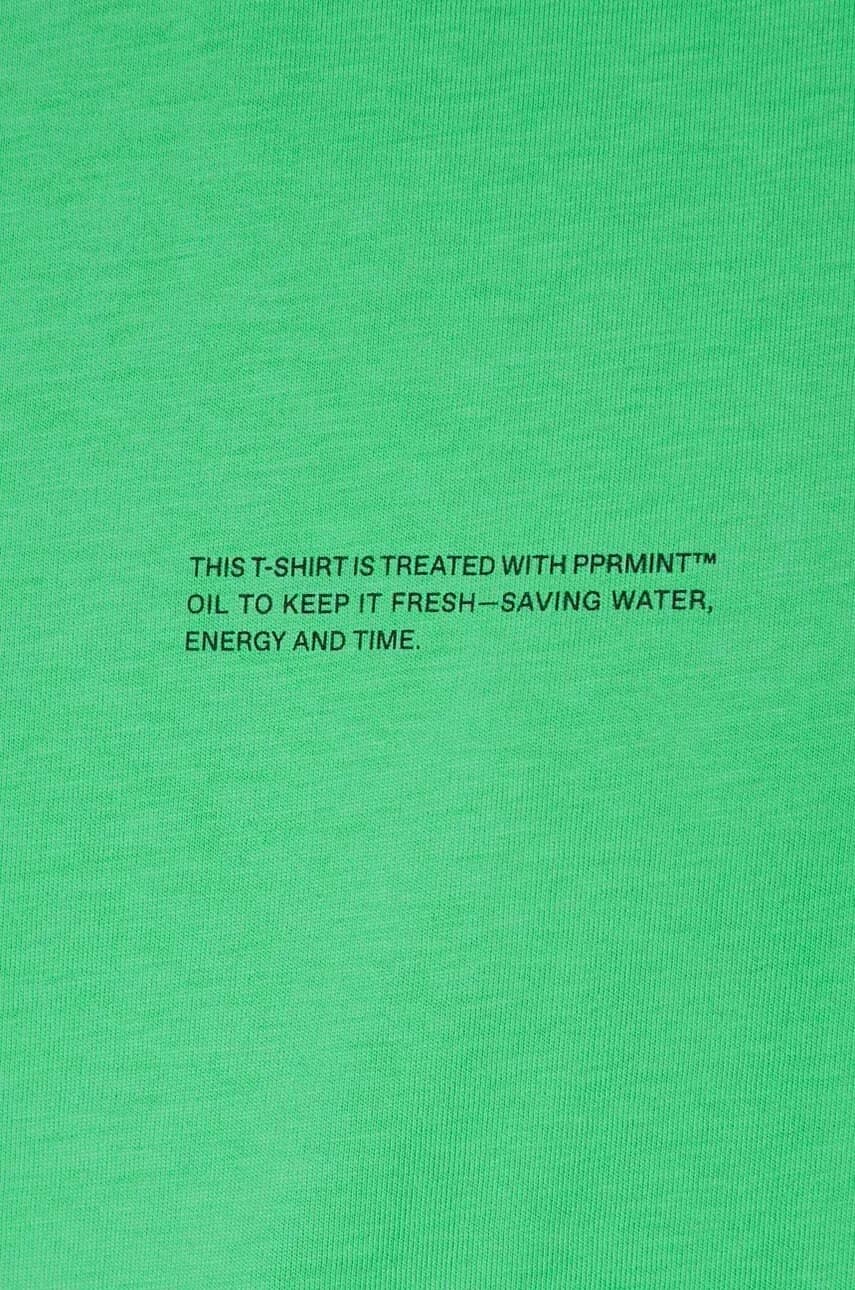 THIS T-SHIRT IS TREATED WITH PPRMINT™
OIL TO KEEP IT FRESH—SAVING WATER,
ENERGY AND TIME.